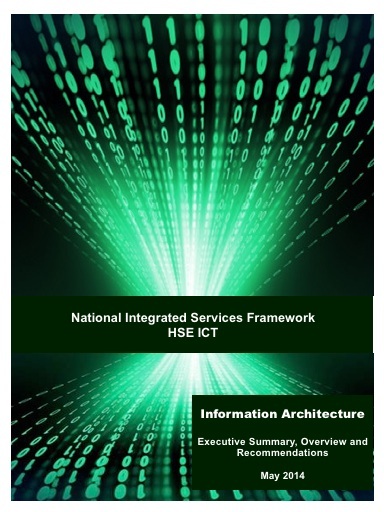 National Integrated Services Framework
HSE ICT
Information Architecture
Executive Summary, Overview and
Recommendations
May 2014